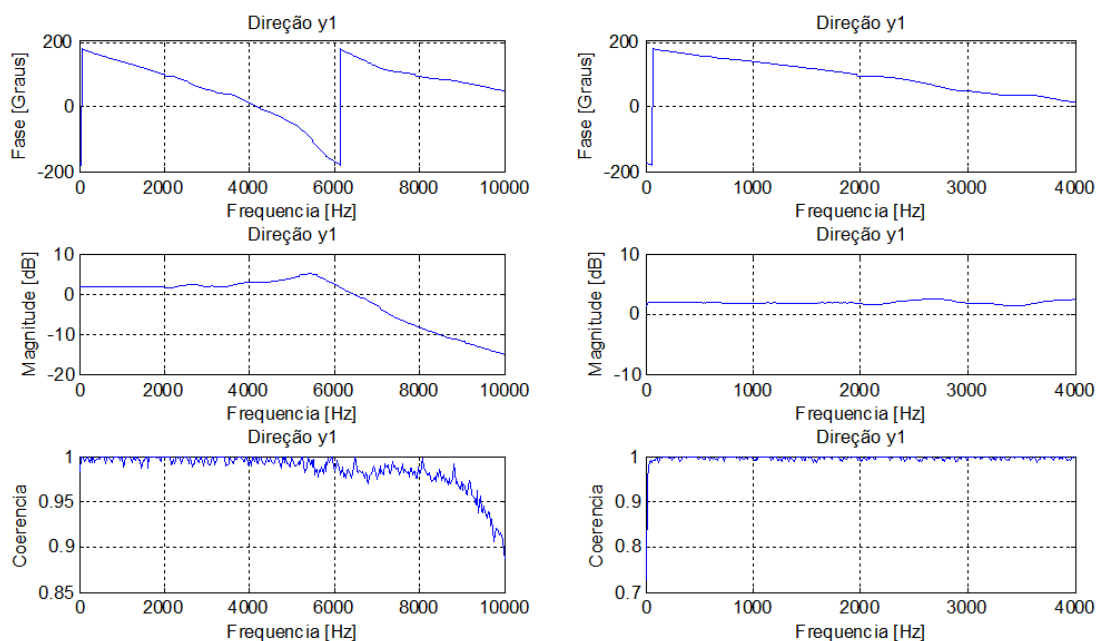 Direção y1
Fase [Graus]
200
0
-200
0 2000 4000 6000 8000 10000
Frequencia [Hz]
Direção y1
Fase [Graus]
200
0
-200
0 1000 2000 3000 4000
Frequencia [Hz]
Direção y1
Magnitude [dB]
10
0
-10
-20
0 2000 4000 6000 8000 10000
Frequencia [Hz]
Direção y1
Magnitude [dB]
10
0
-10
0 1000 2000 3000 4000
Frequencia [Hz]
Direção y1
Coerencia
1
0.95
0.9
0.85
0 2000 4000 6000 8000 10000
Frequencia [Hz]
Direção y1
Coerencia
1
0.9
0.8
0.7
0 1000 2000 3000 4000
Frequencia [Hz]